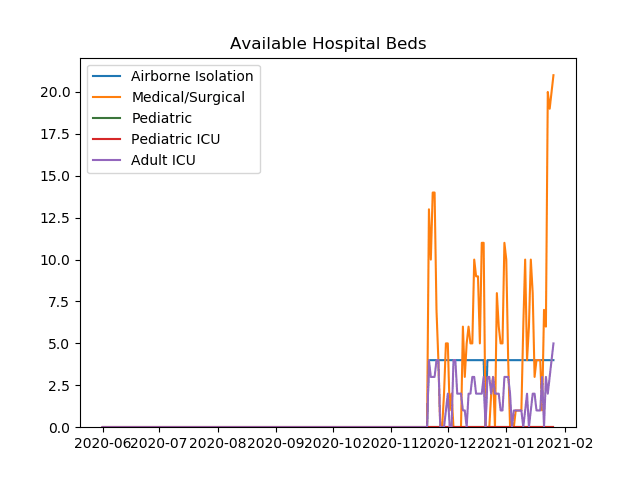 Available Hospital Beds
Airborne Isolation
Medical/Surgical
Pediatric
Pediatric ICU
Adult ICU
20.0
17.5
15.0
12.5
10.0
7.5
5.0
2.5
0.0
2020-06 2020-07 2020-08 2020-09 2020-10 2020-11 2020-12 2021-01 2021-02